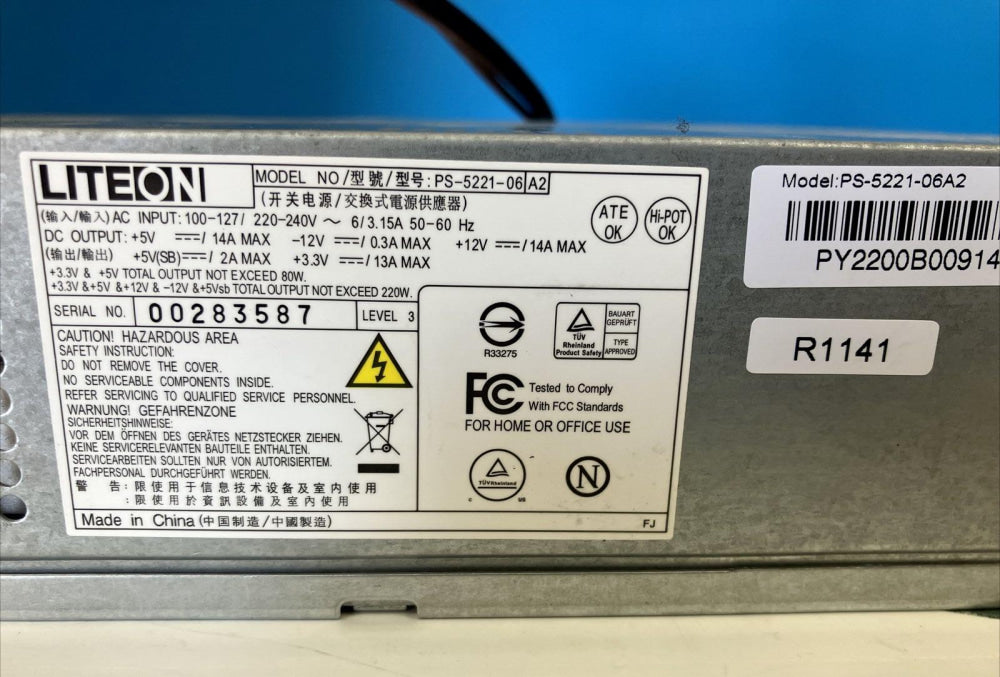 LITEON
MODEL NO/型號/型号: PS-5221-06 A2
(开关电源/交換式電源供應器)
(输入/輸入) AC INPUT: 100-127/ 220-240V ～ 6/3.15A 50-60 Hz
DC OUTPUT: +5V ⎓/ 14A MAX -12V ⎓/ 0.3A MAX +12V ⎓/14A MAX
(输出/輸出) +5V(SB)⎓/ 2A MAX +3.3V ⎓/13A MAX
+3.3V & +5V TOTAL OUTPUT NOT EXCEED 80W.
+3.3V &+5V &+12V & -12V &+5Vsb TOTAL OUTPUT NOT EXCEED 220W.
ATE
OK
Hi-POT
OK
SERIAL NO. 00283587 LEVEL 3
CAUTION! HAZARDOUS AREA
SAFETY INSTRUCTION:
DO NOT REMOVE THE COVER.
NO SERVICEABLE COMPONENTS INSIDE.
REFER SERVICING TO QUALIFIED SERVICE PERSONNEL.
WARNUNG! GEFAHRENZONE
SICHERHEITSHINWEISE:
VOR DEM ÖFFNEN DES GERÄTES NETZSTECKER ZIEHEN.
KEINE SERVICERELEVANTEN BAUTEILE ENTHALTEN.
SERVICEARBEITEN SOLLTEN NUR VON AUTORISIERTEM.
FACHPERSONAL DURCHGEFÜHRT WERDEN.
警 告: 限使用于信息技术设备及室内使用
: 限使用於資訊設備及室內使用
Made in China (中国制造/中國製造)
R33275
TÜV
Rheinland
Product Safety
BAUART
GEPRÜFT
TYPE
APPROVED
FC
Tested to Comply
With FCC Standards
FOR HOME OR OFFICE USE
TÜVRheinland
C US
N
FJ
Model:PS-5221-06A2
PY2200B00914
R1141